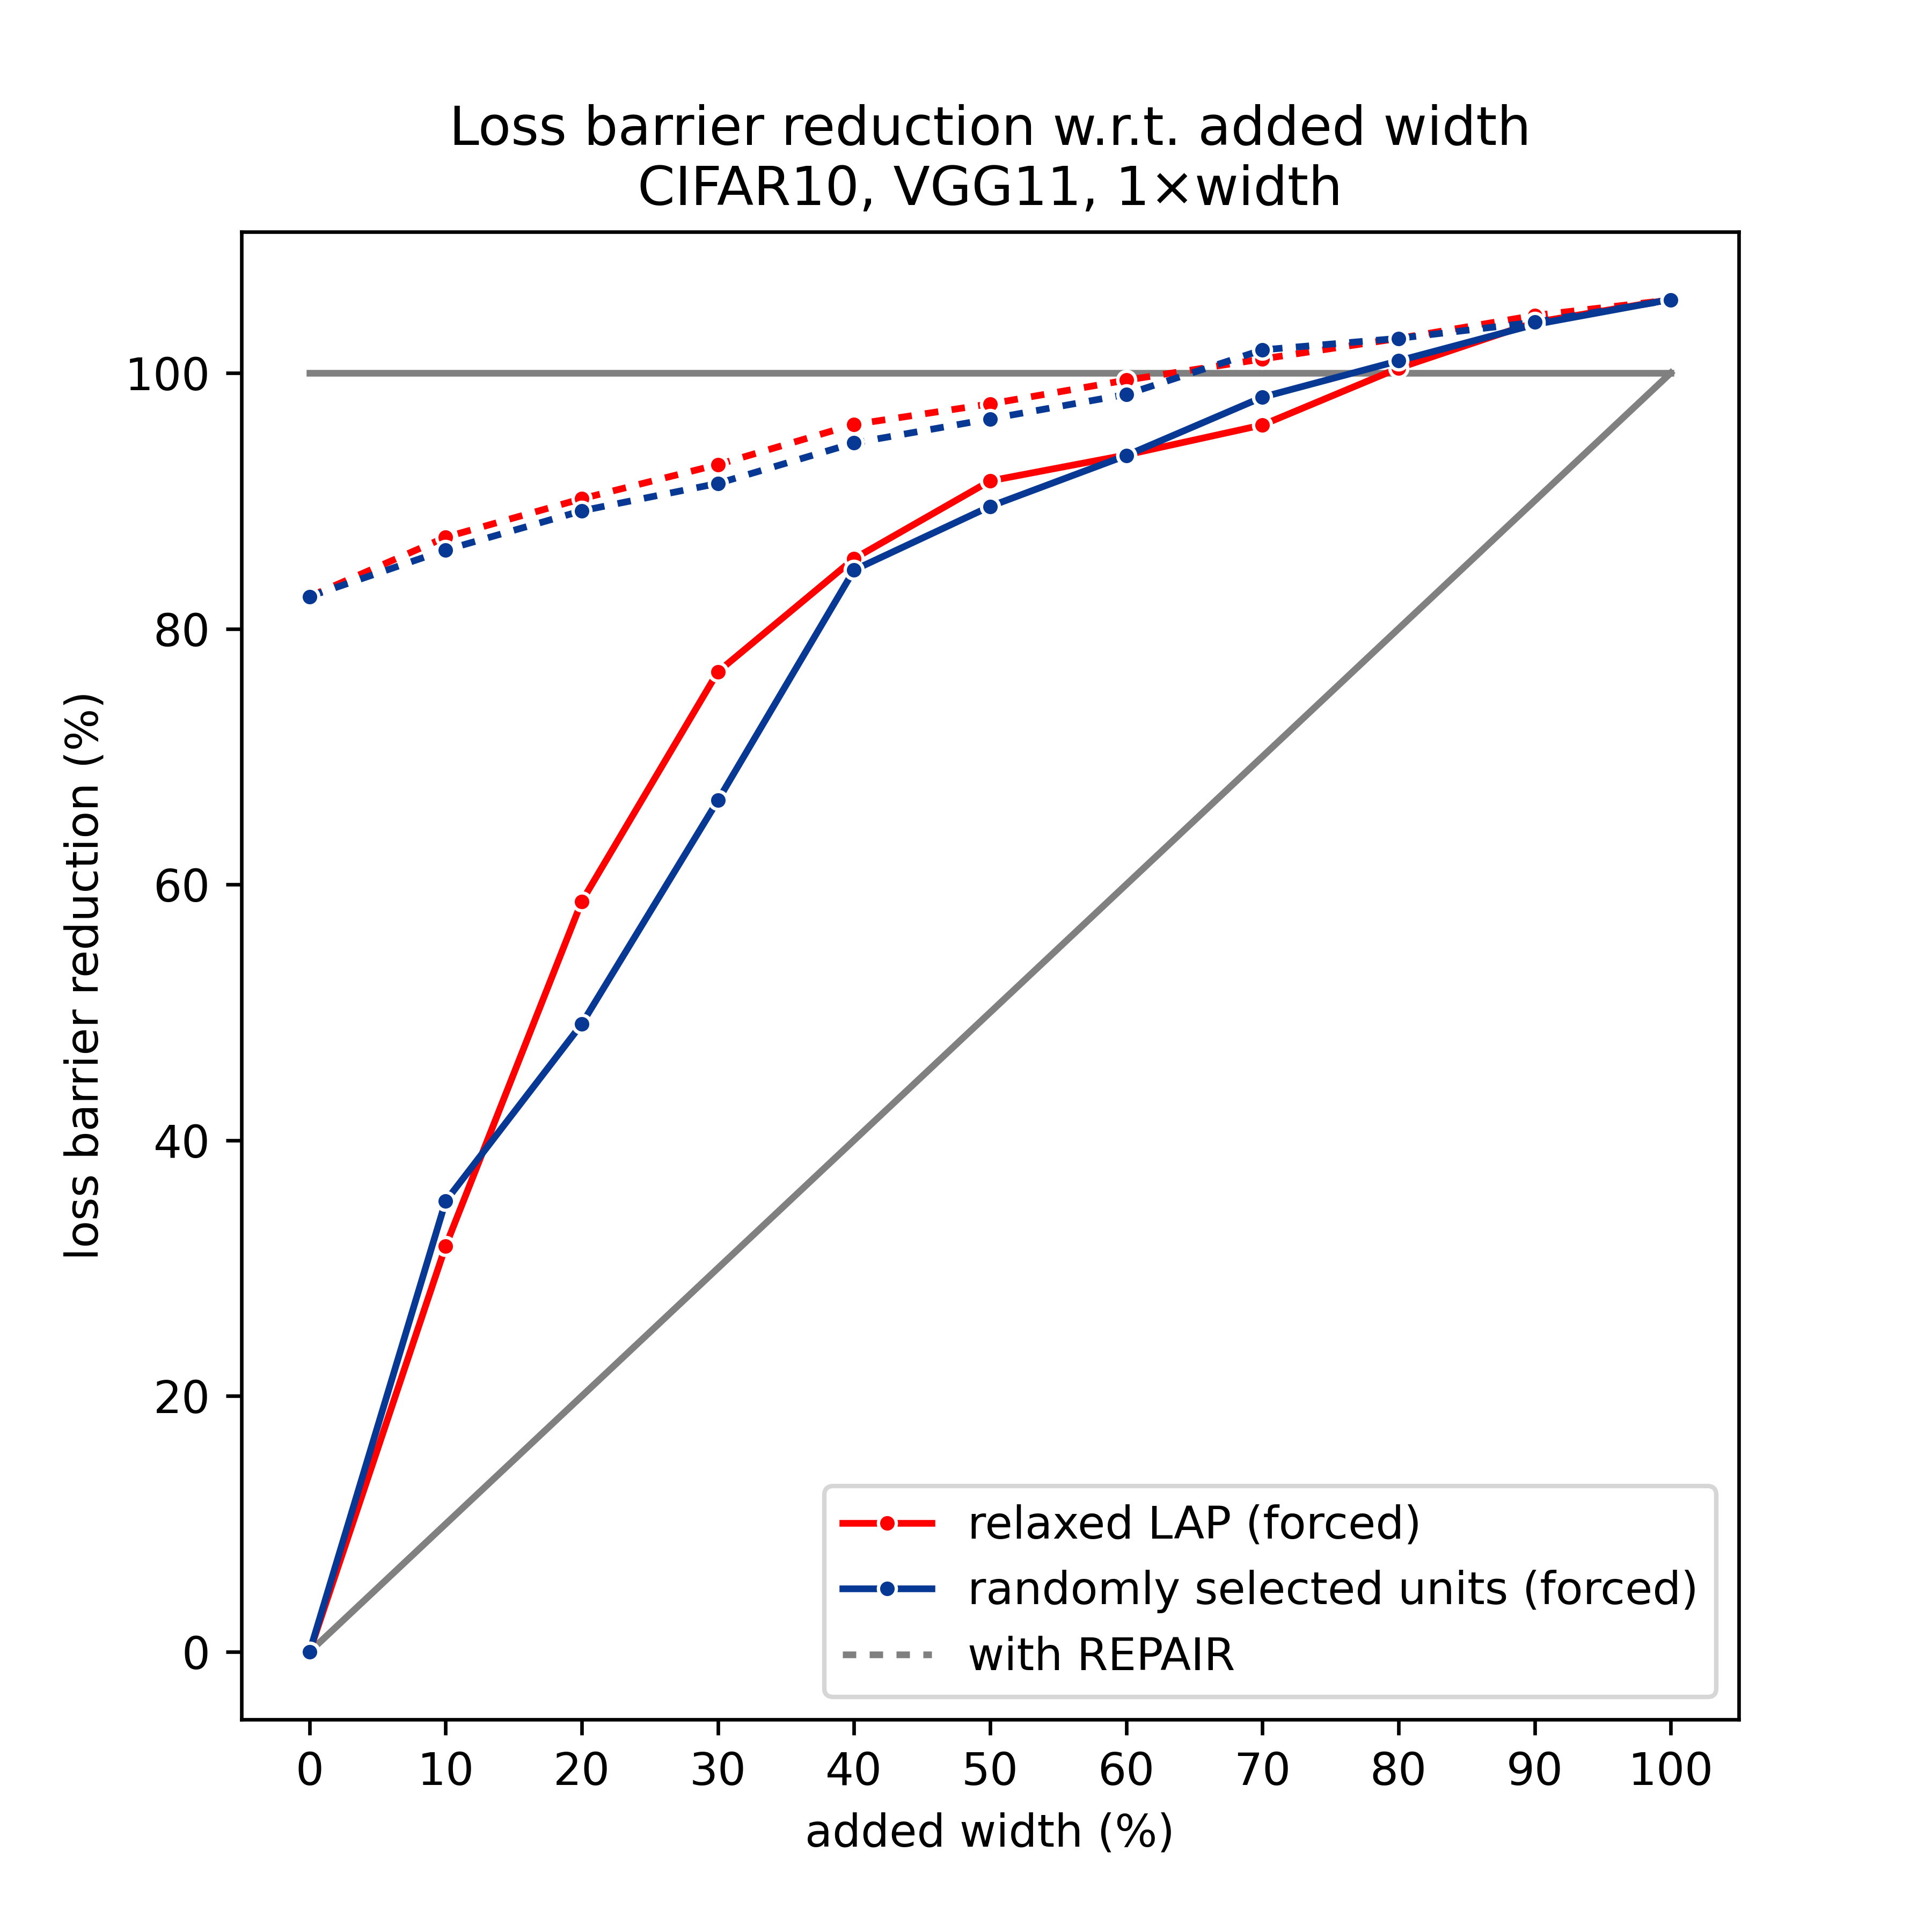 Loss barrier reduction w.r.t. added width
CIFAR10, VGG11, 1×width
loss barrier reduction (%)
100
80
60
40
20
0
relaxed LAP (forced)
randomly selected units (forced)
with REPAIR
0 10 20 30 40 50 60 70 80 90 100
added width (%)